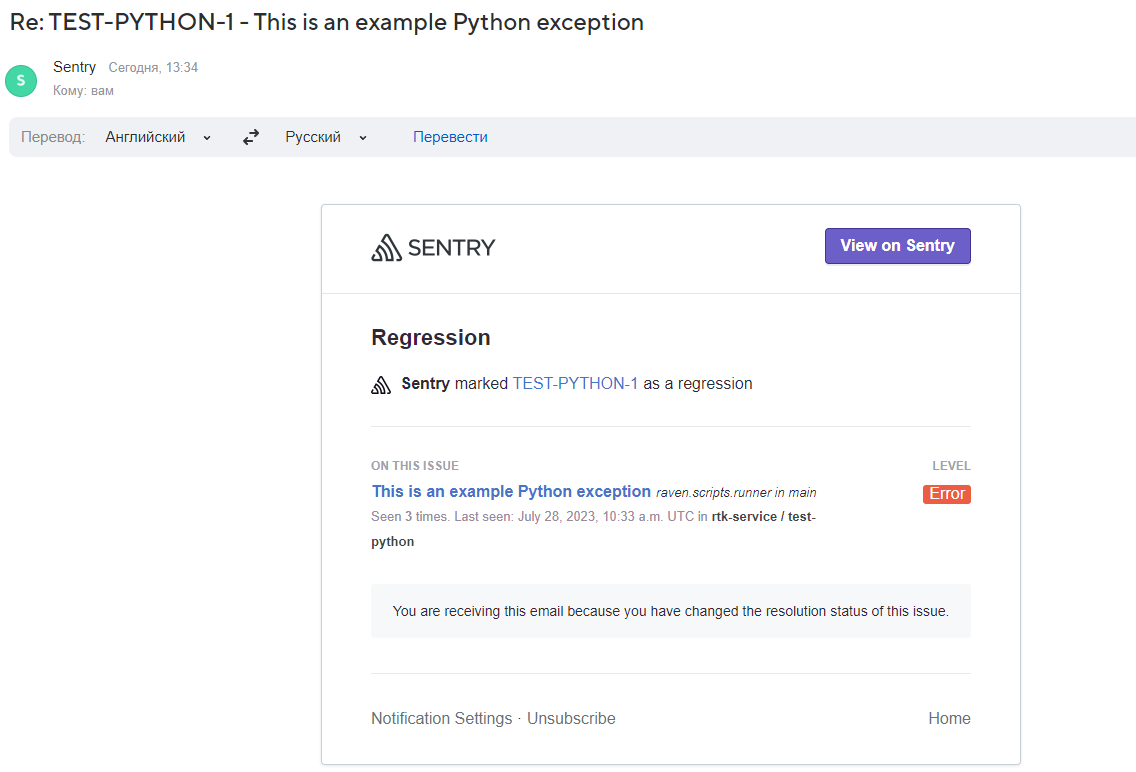 Re: TEST-PYTHON-1 - This is an example Python exception
S
Sentry Сегодня, 13:34
Кому: вам
Перевод: Английский Русский Перевести
SENTRY View on Sentry
Regression
Sentry marked TEST-PYTHON-1 as a regression
ON THIS ISSUE LEVEL
This is an example Python exception raven.scripts.runner in main Error
Seen 3 times. Last seen: July 28, 2023, 10:33 a.m. UTC in rtk-service / test-
python
You are receiving this email because you have changed the resolution status of this issue.
Notification Settings · Unsubscribe Home